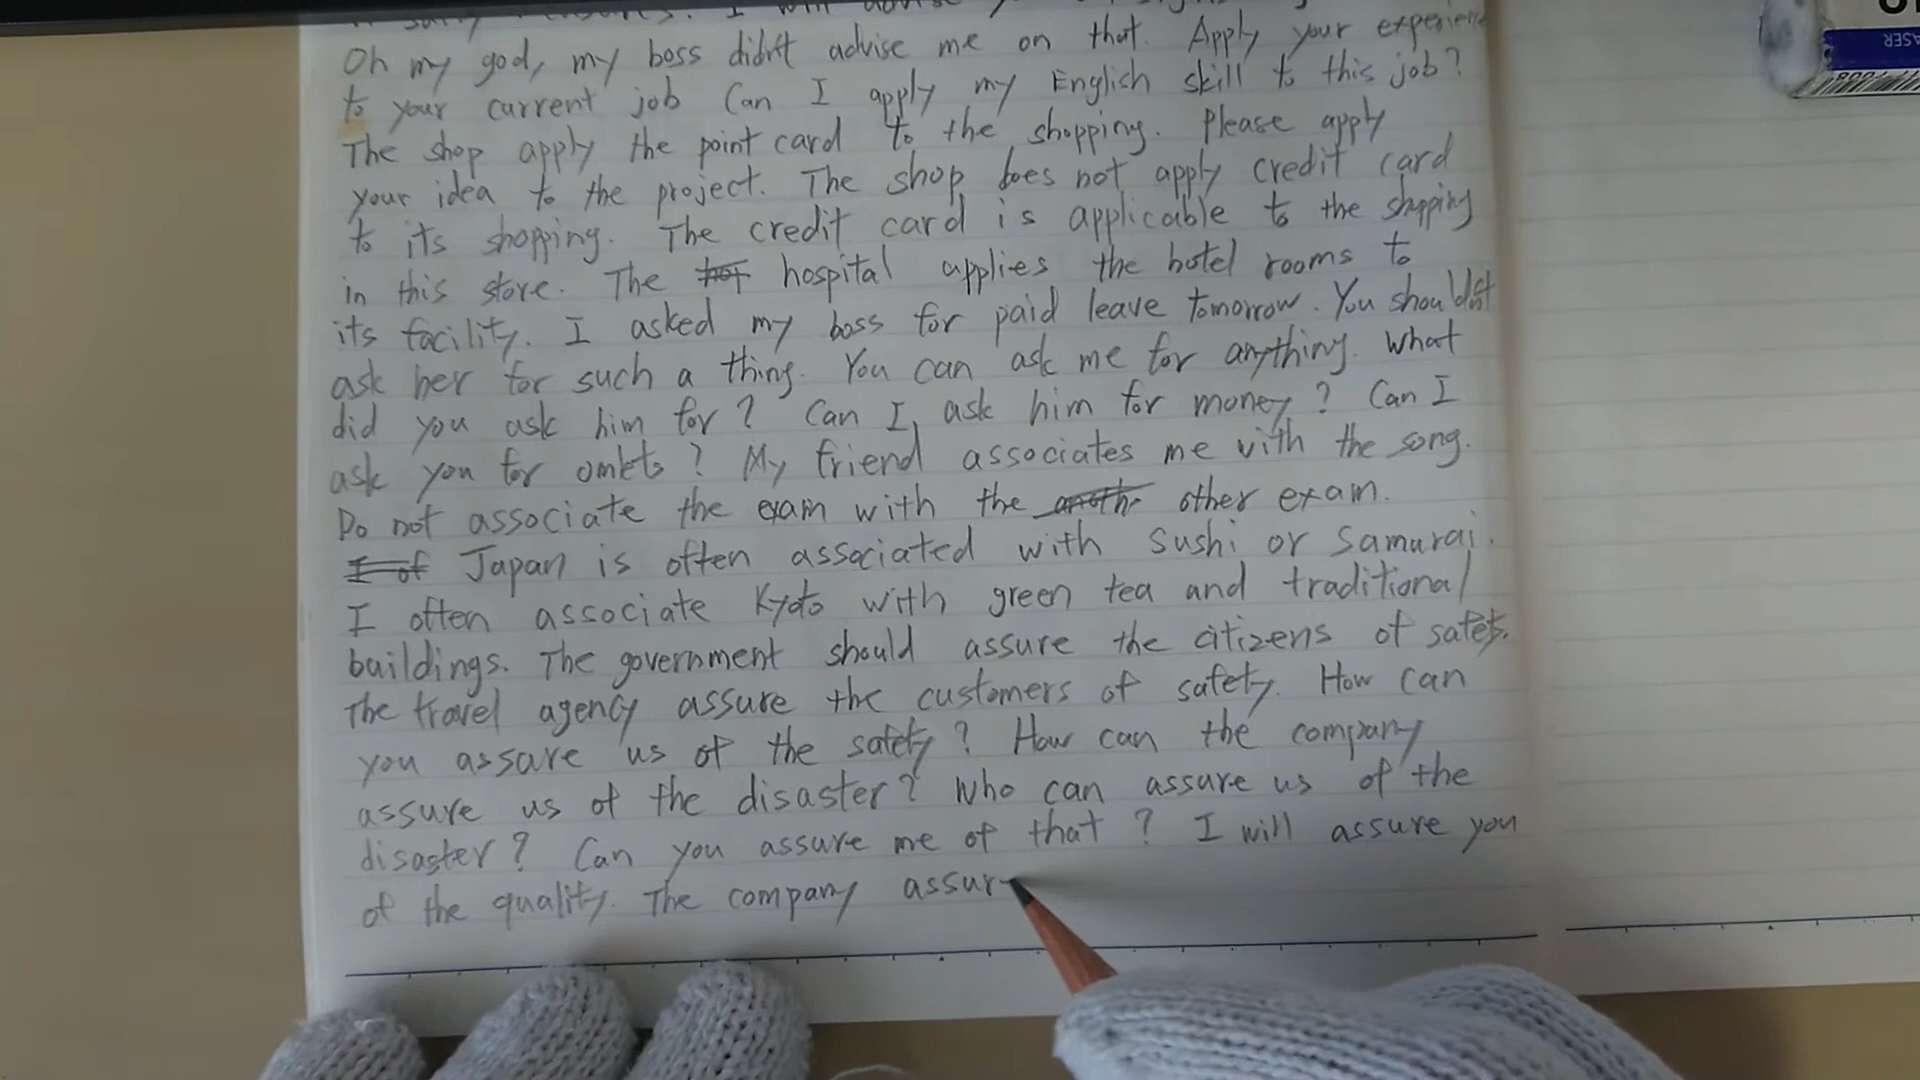 Oh my god, my boss didn't advise me on that. Apply your experience
to your current job Can I apply my English skill to this job?
The shop apply the point card to the shopping. Please apply
your idea to the project. The shop does not apply credit card
to its shopping. The credit card is applicable to the shopping
in this store. The hospital applies the hotel rooms to
its facility. I asked my boss for paid leave tomorrow. You shouldn't
ask her for such a thing. You can ask me for anything. What
did you ask him for? Can I ask him for money? Can I
ask you for omlets? My friend associates me with the song.
Do not associate the exam with the other exam.
Japan is often associated with Sushi or Samurai.
I often associate Kyoto with green tea and traditional
buildings. The government should assure the citizens of safety.
The travel agency assure the customers of safety. How can
you assure us of the safety? How can the company
assure us of the disaster? Who can assure us of the
disaster? Can you assure me of that? I will assure you
of the quality. The company assur